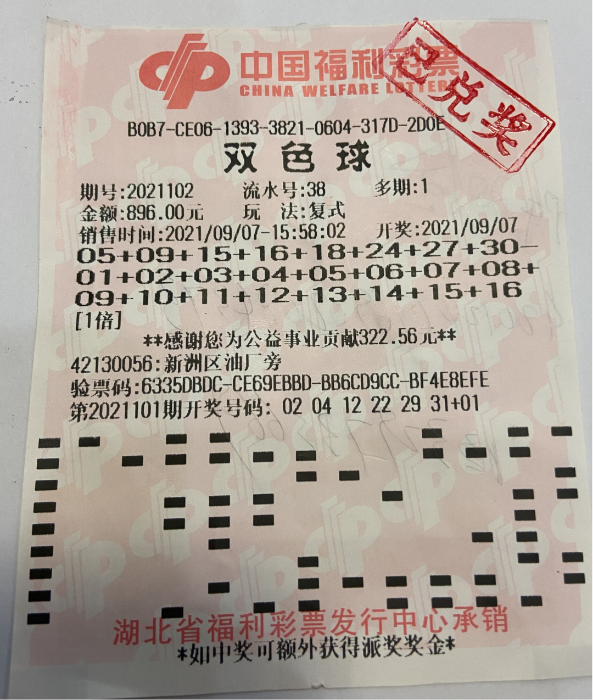 中国福利彩票
CHINA WELFARE LOTTERY
已兑奖
B0B7-CE06-1393-3821-0604-317D-2D0E
双色球
期号:2021102 流水号:38 多期:1
金额:896.00元 玩 法:复式
销售时间:2021/09/07-15:58:02 开奖:2021/09/07
05+09+15+16+18+24+27+30-
01+02+03+04+05+06+07+08+
09+10+11+12+13+14+15+16
[1倍]
**感谢您为公益事业贡献322.56元**
42130056:新洲区油厂旁
验票码:6335DBDC-CE69EBBD-BB6CD9CC-BF4E8EFE
第2021101期开奖号码: 02 04 12 22 29 31+01
湖北省福利彩票发行中心承销
*如中奖可额外获得派奖奖金*